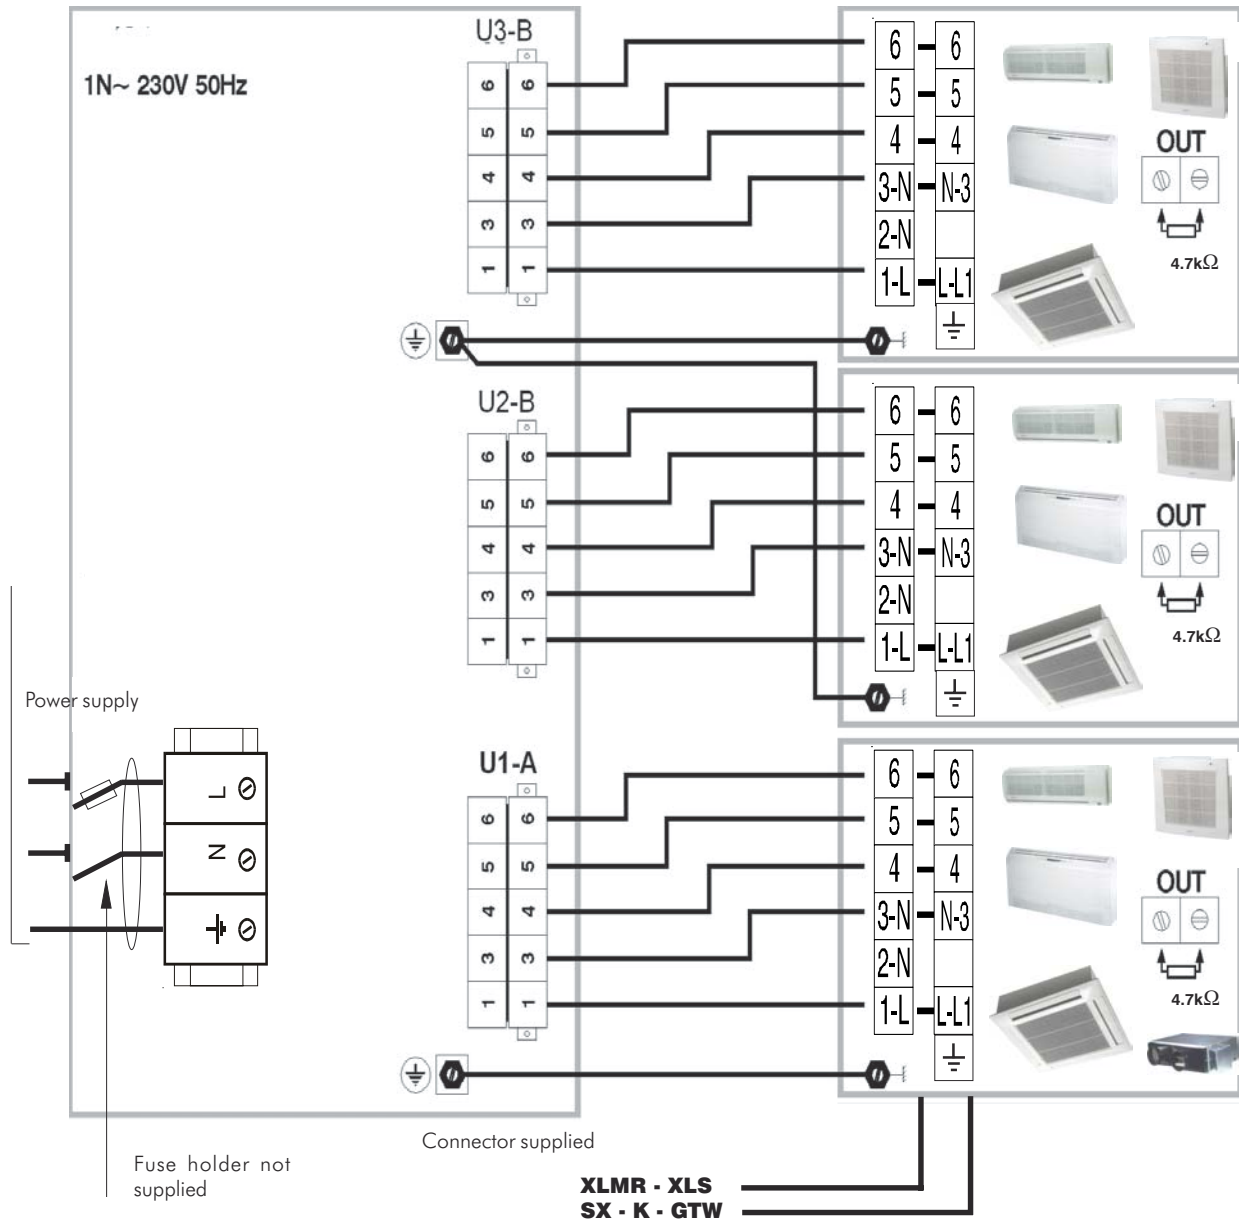 1N~ 230V 50Hz
U3-B
6 6
5 5
4 4
3 3
1 1
6 6
5 5
4 4
3-N N-3
2-N
1-L L-L1
OUT
4.7kΩ
U2-B
6 6
5 5
4 4
3 3
1 1
6 6
5 5
4 4
3-N N-3
2-N
1-L L-L1
OUT
4.7kΩ
Power supply
L
N
U1-A
6 6
5 5
4 4
3 3
1 1
6 6
5 5
4 4
3-N N-3
2-N
1-L L-L1
OUT
4.7kΩ
Connector supplied
Fuse holder not
supplied
XLMR - XLS
SX - K - GTW